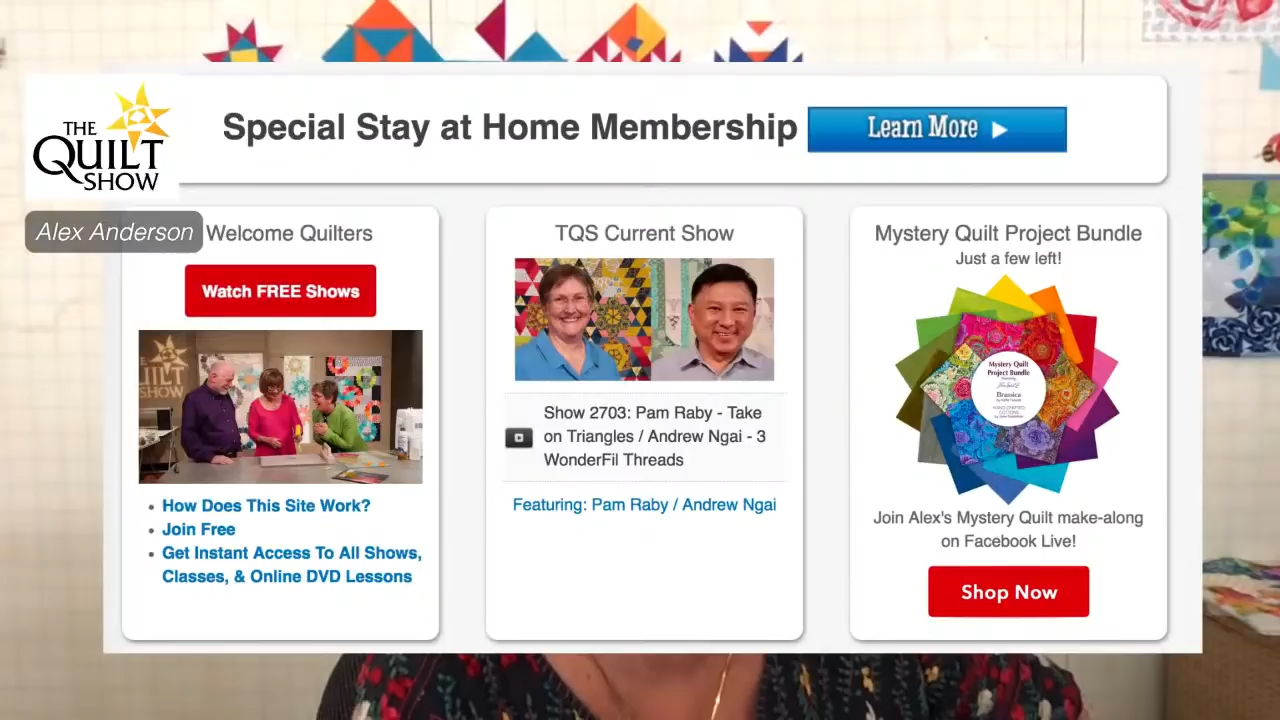 THE
QUILT
SHOW
Alex Anderson
Special Stay at Home Membership
Learn More
Welcome Quilters
Watch FREE Shows
QUILT
SHOW
How Does This Site Work?
Join Free
Get Instant Access To All Shows,
Classes, & Online DVD Lessons
TQS Current Show
Show 2703: Pam Raby - Take
on Triangles / Andrew Ngai - 3
WonderFil Threads
Featuring: Pam Raby / Andrew Ngai
Mystery Quilt Project Bundle
Just a few left!
Mystery Quilt
Project Bundle
Join Alex's Mystery Quilt make-along
on Facebook Live!
Shop Now